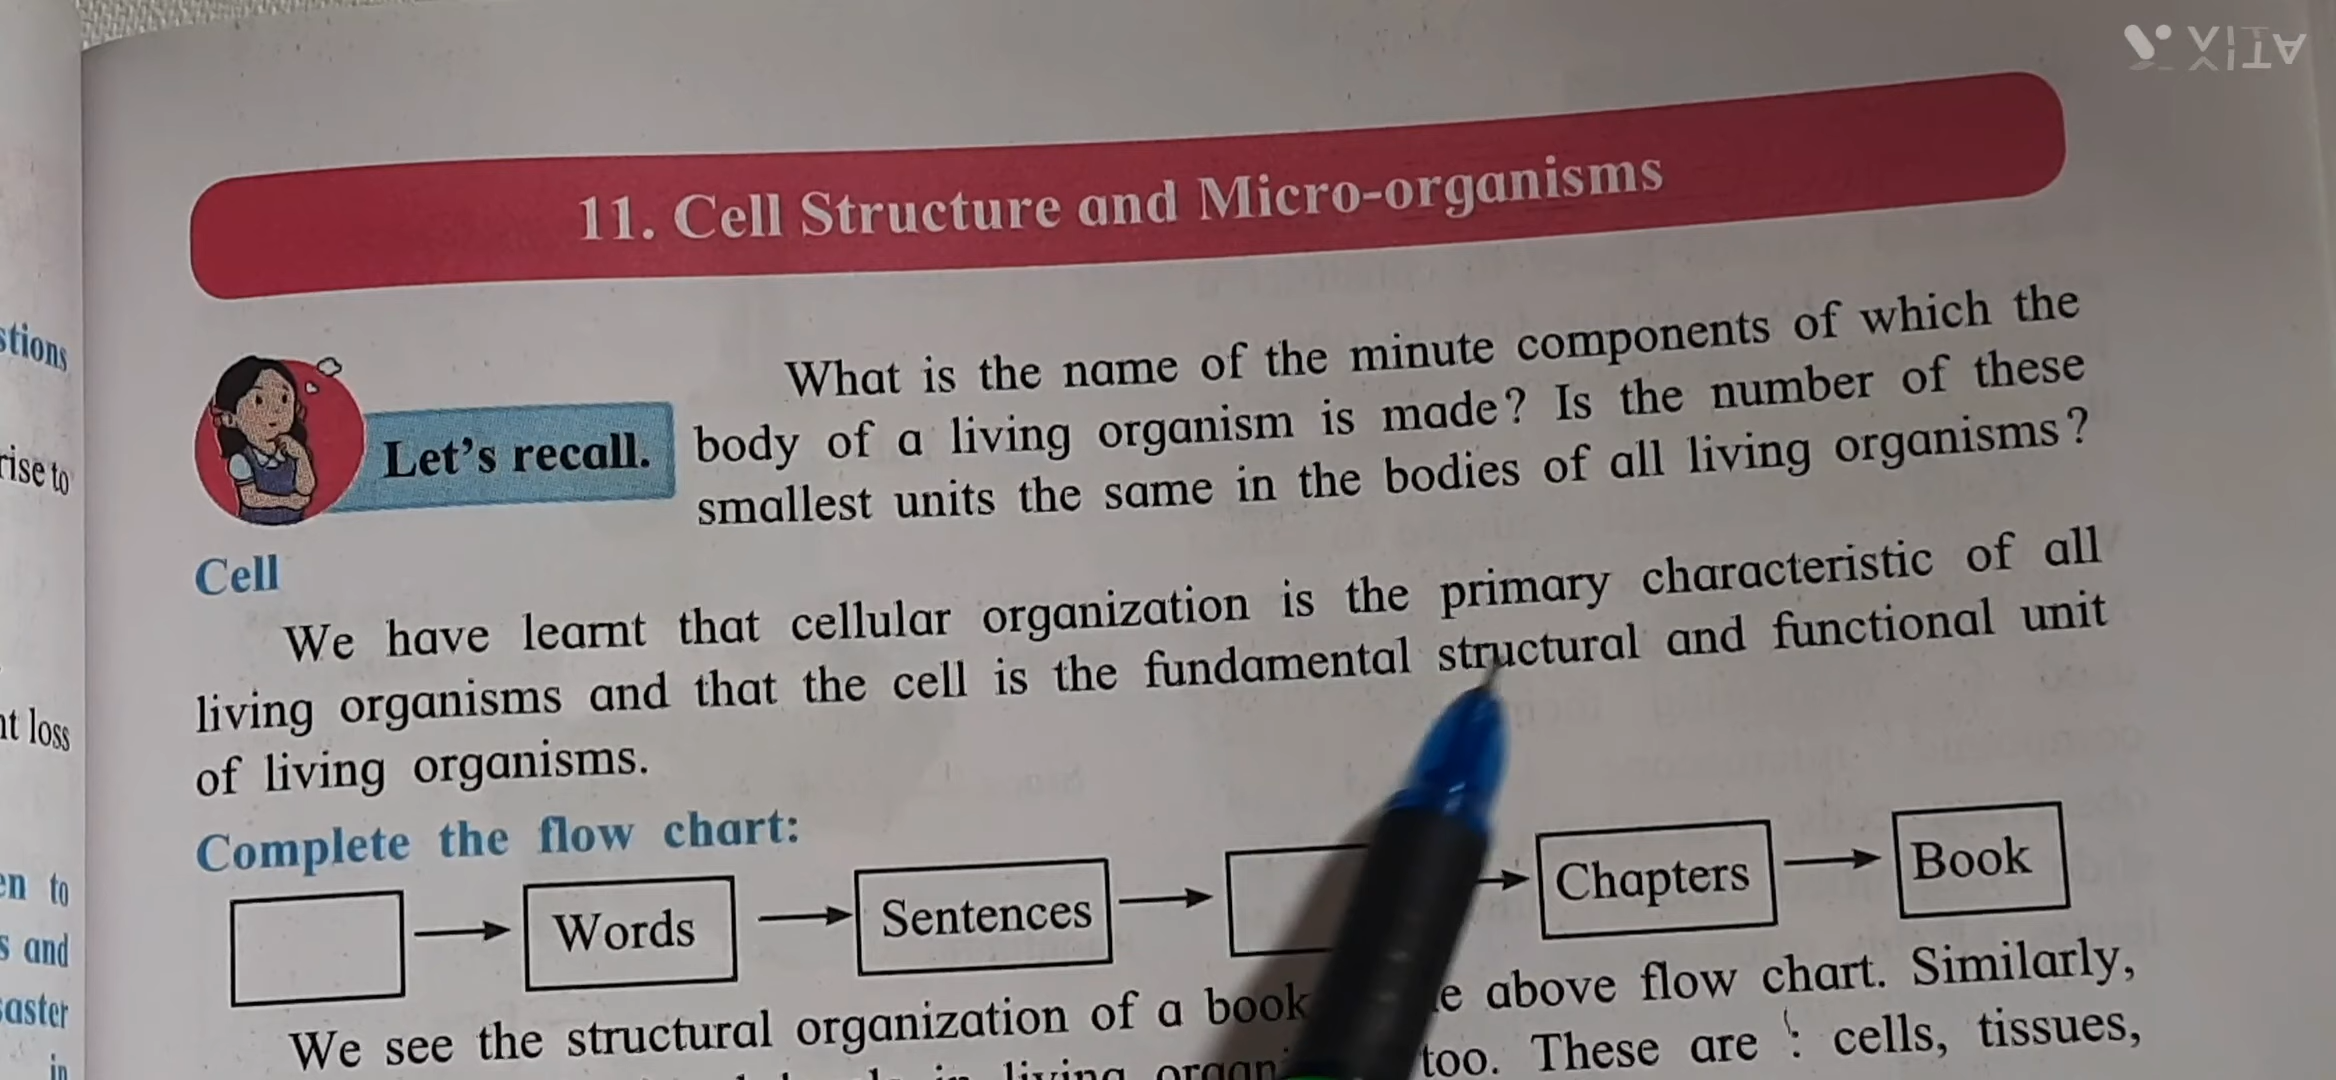 11. Cell Structure and Micro-organisms
What is the name of the minute components of which the
Let's recall. body of a living organism is made? Is the number of these
smallest units the same in the bodies of all living organisms?
Cell
We have learnt that cellular organization is the primary characteristic of all
living organisms and that the cell is the fundamental structural and functional unit
of living organisms.
Complete the flow chart:
Words Sentences Chapters Book
We see the structural organization of a book above flow chart. Similarly,
in living too. These are : cells, tissues,
stions
rise to
loss
to
and
in